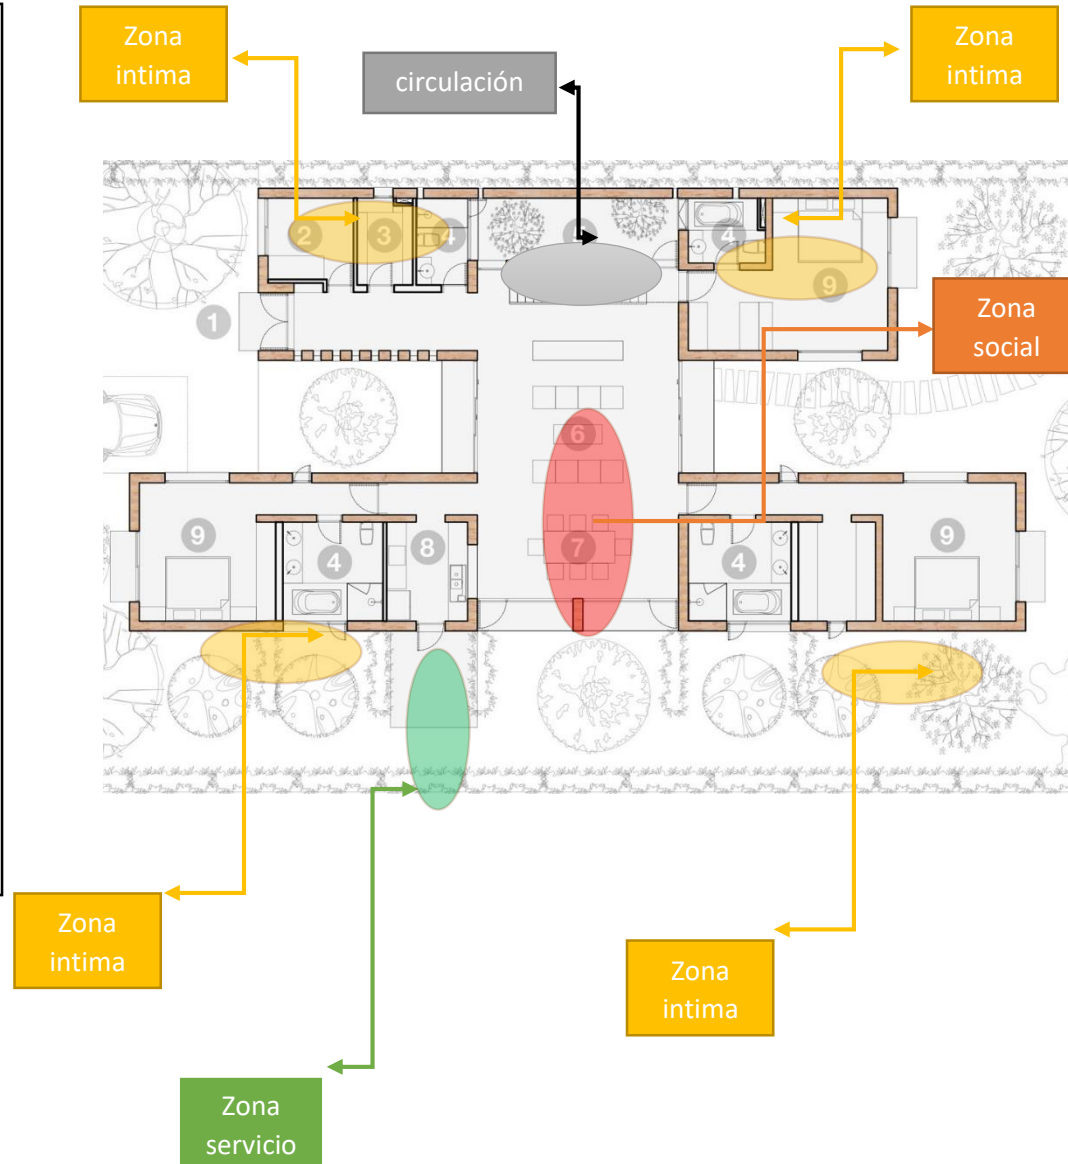 Zona
intima
Zona
intima
circulación
2
3
4
4
9
1
Zona
social
6
9
4
8
7
4
9
Zona
intima
Zona
intima
Zona
servicio